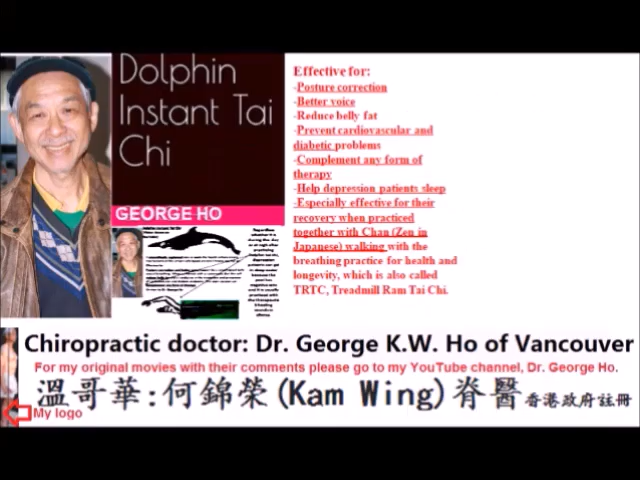 Dolphin
Instant Tai
Chi
GEORGE HO
Effective for:
-Posture correction
-Better voice
-Reduce belly fat
-Prevent cardiovascular and
diabetic problems
-Complement any form of
therapy
-Help depression patients sleep
-Especially effective for their
recovery when practiced
together with Chan (Zen in
Japanese) walking with the
breathing practice for health and
longevity, which is also called
TRTC, Treadmill Ram Tai Chi.
Chiropractic doctor: Dr. George K.W. Ho of Vancouver
For my original movies with their comments please go to my YouTube channel, Dr. George Ho.
溫哥華:何錦榮(Kam Wing)脊醫香港政府註冊
My logo